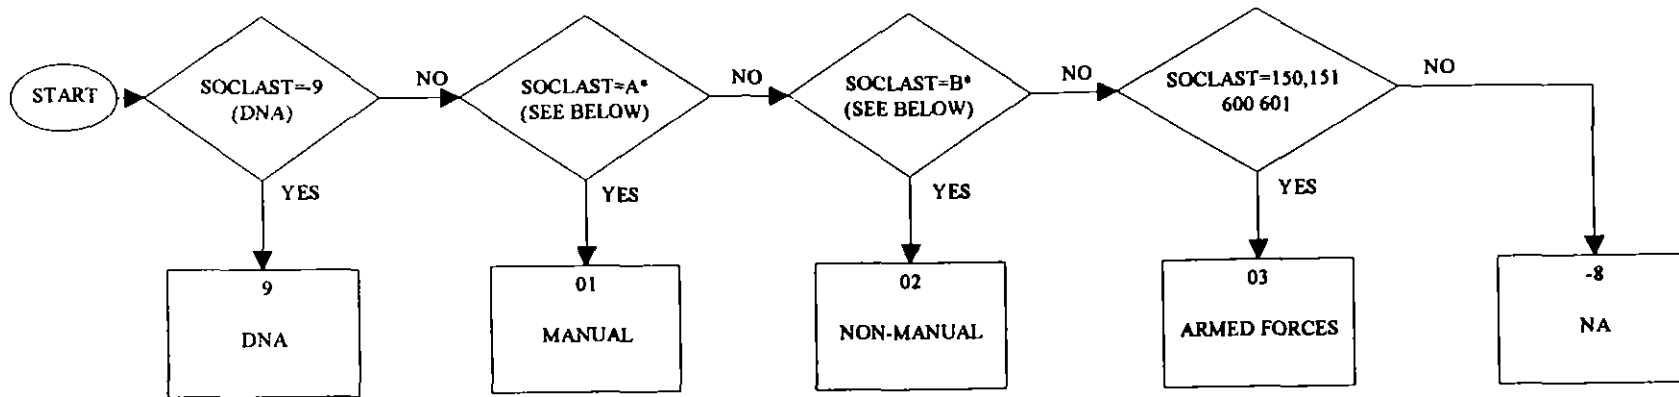 START
SOCLAST=-9
(DNA)
NO
SOCLAST=A*
(SEE BELOW)
NO
SOCLAST=B*
(SEE BELOW)
NO
SOCLAST=150,151
600 601
NO
YES
YES
YES
YES
9
DNA
01
MANUAL
02
NON-MANUAL
03
ARMED FORCES
-8
NA